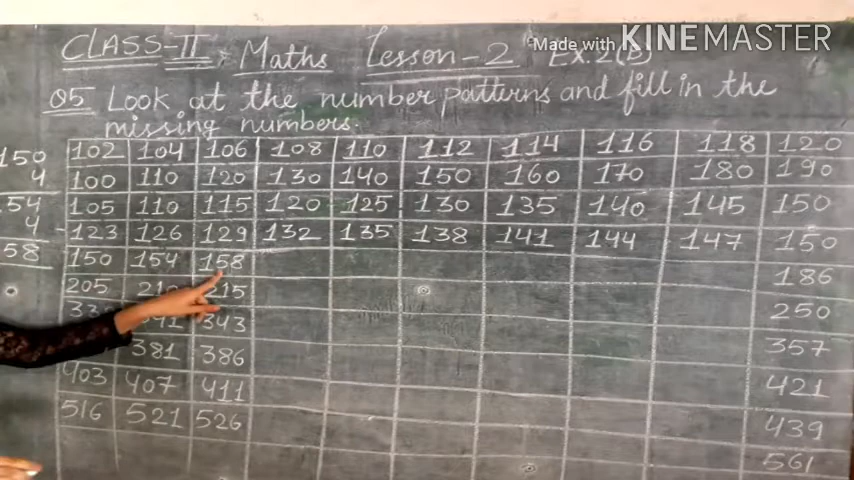 Made with KINEMASTER
CLASS-II Maths Lesson-2 Ex.2(B)
Q5 Look at the number patterns and fill in the
missing numbers.
150 102 104 106 108 110 112 114 116 118 120
4 100 110 120 130 140 150 160 170 180 190
54 105 110 115 120 125 130 135 140 145 150
4 123 126 129 132 135 138 141 144 147 150
58 150 154 158 186
205 215 250
343 357
381 386 421
403 407 411 439
516 521 526 561